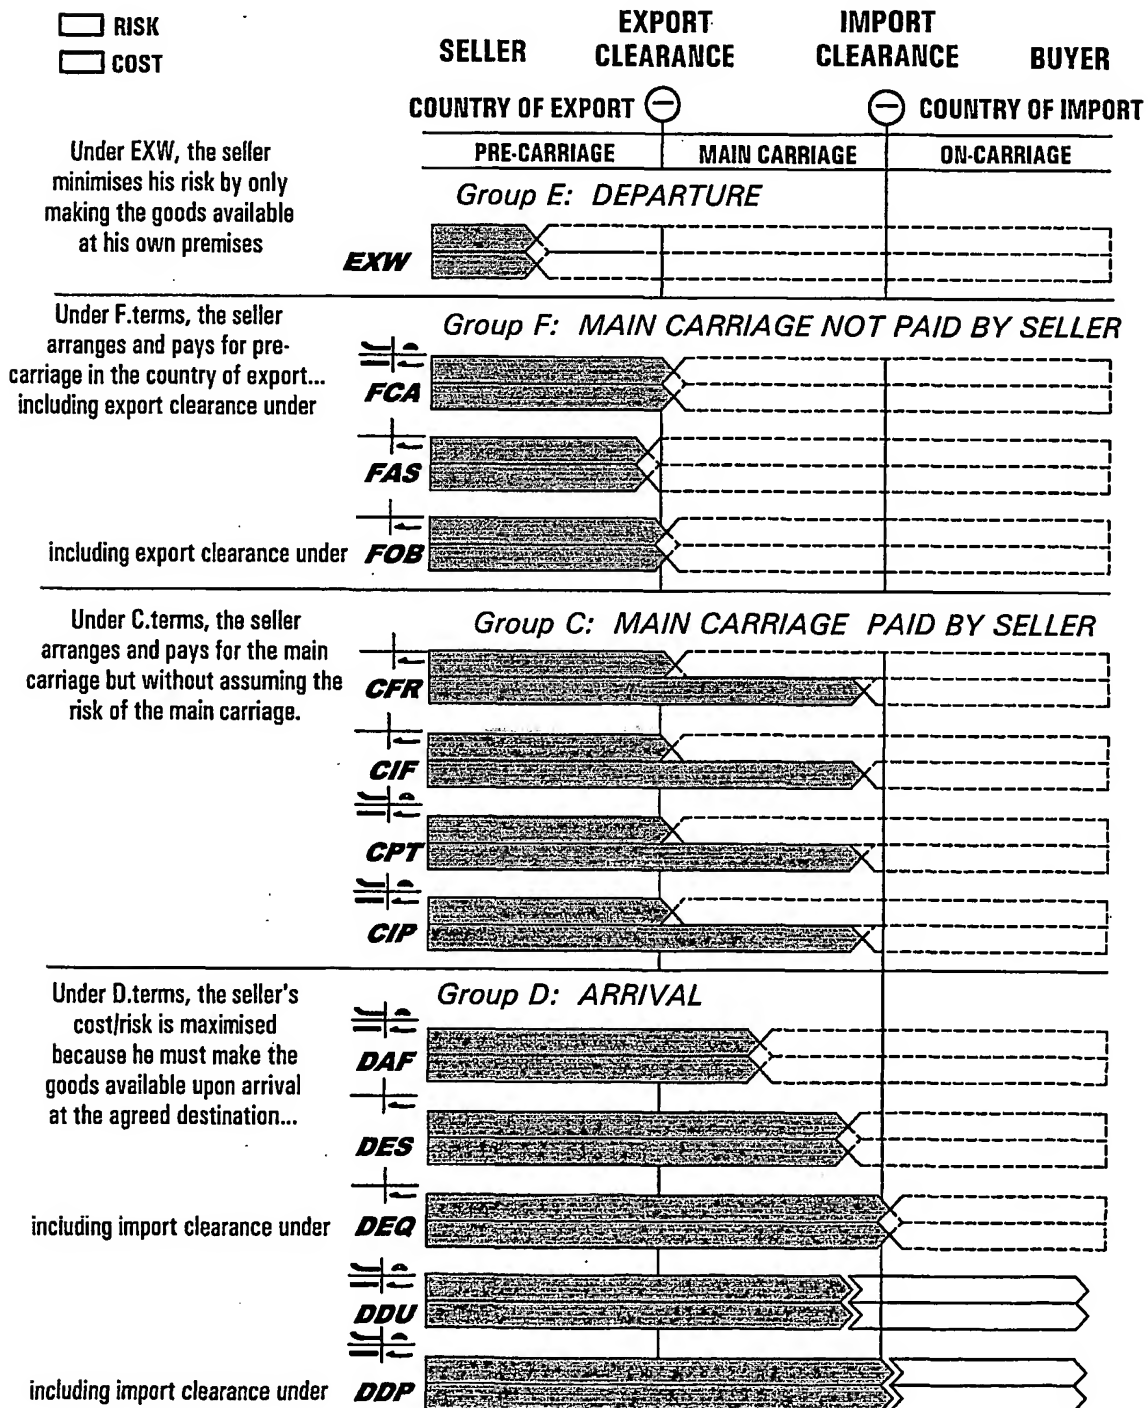 RISK
COST
SELLER
EXPORT
CLEARANCE
IMPORT
CLEARANCE
BUYER
COUNTRY OF EXPORT
COUNTRY OF IMPORT
PRE-CARRIAGE
MAIN CARRIAGE
ON-CARRIAGE
Under EXW, the seller
minimises his risk by only
making the goods available
at his own premises
Group E: DEPARTURE
EXW
Under F.terms, the seller
arranges and pays for pre-
carriage in the country of export...
including export clearance under
Group F: MAIN CARRIAGE NOT PAID BY SELLER
FCA
FAS
including export clearance under
FOB
Under C.terms, the seller
arranges and pays for the main
carriage but without assuming the
risk of the main carriage.
Group C: MAIN CARRIAGE PAID BY SELLER
CFR
CIF
CPT
CIP
Under D.terms, the seller's
cost/risk is maximised
because he must make the
goods available upon arrival
at the agreed destination...
Group D: ARRIVAL
DAF
DES
including import clearance under
DEQ
DDU
including import clearance under
DDP